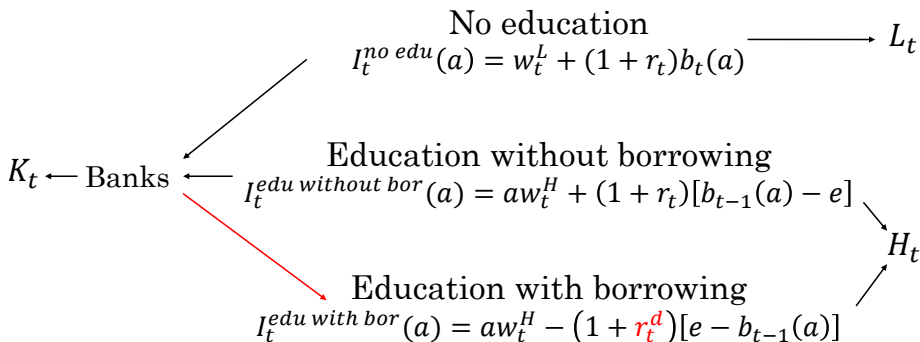 No education
I_t^{no edu}(a) = w_t^L + (1 + r_t)b_t(a)
L_t
Education without borrowing
K_t
Banks
I_t^{edu without bor}(a) = aw_t^H + (1 + r_t)[b_{t-1}(a) − e]
H_t
Education with borrowing
I_t^{edu with bor}(a) = aw_t^H − (1 + r_t^d)[e − b_{t-1}(a)]